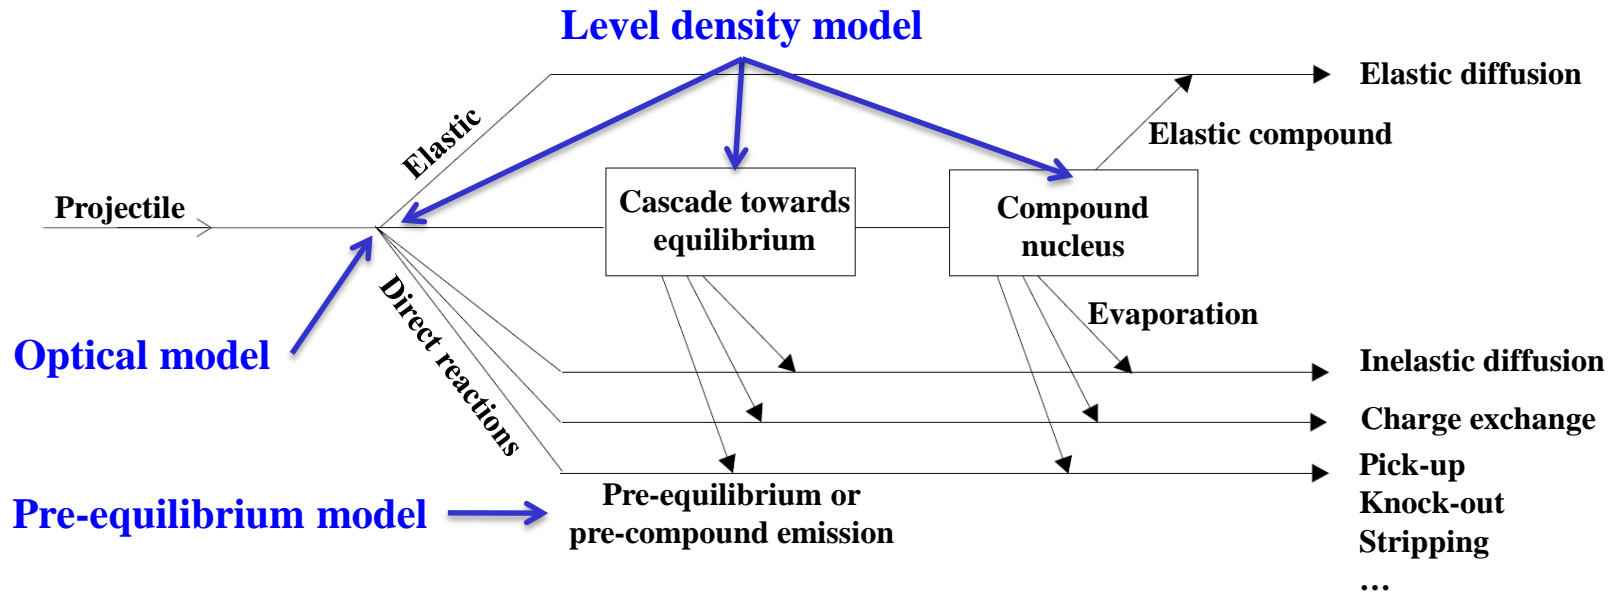 Level density model
Elastic diffusion
Elastic
Elastic compound
Projectile
Cascade towards
equilibrium
Compound
nucleus
Direct reactions
Evaporation
Optical model
Inelastic diffusion
Charge exchange
Pick-up
Knock-out
Stripping
…
Pre-equilibrium model
Pre-equilibrium or
pre-compound emission